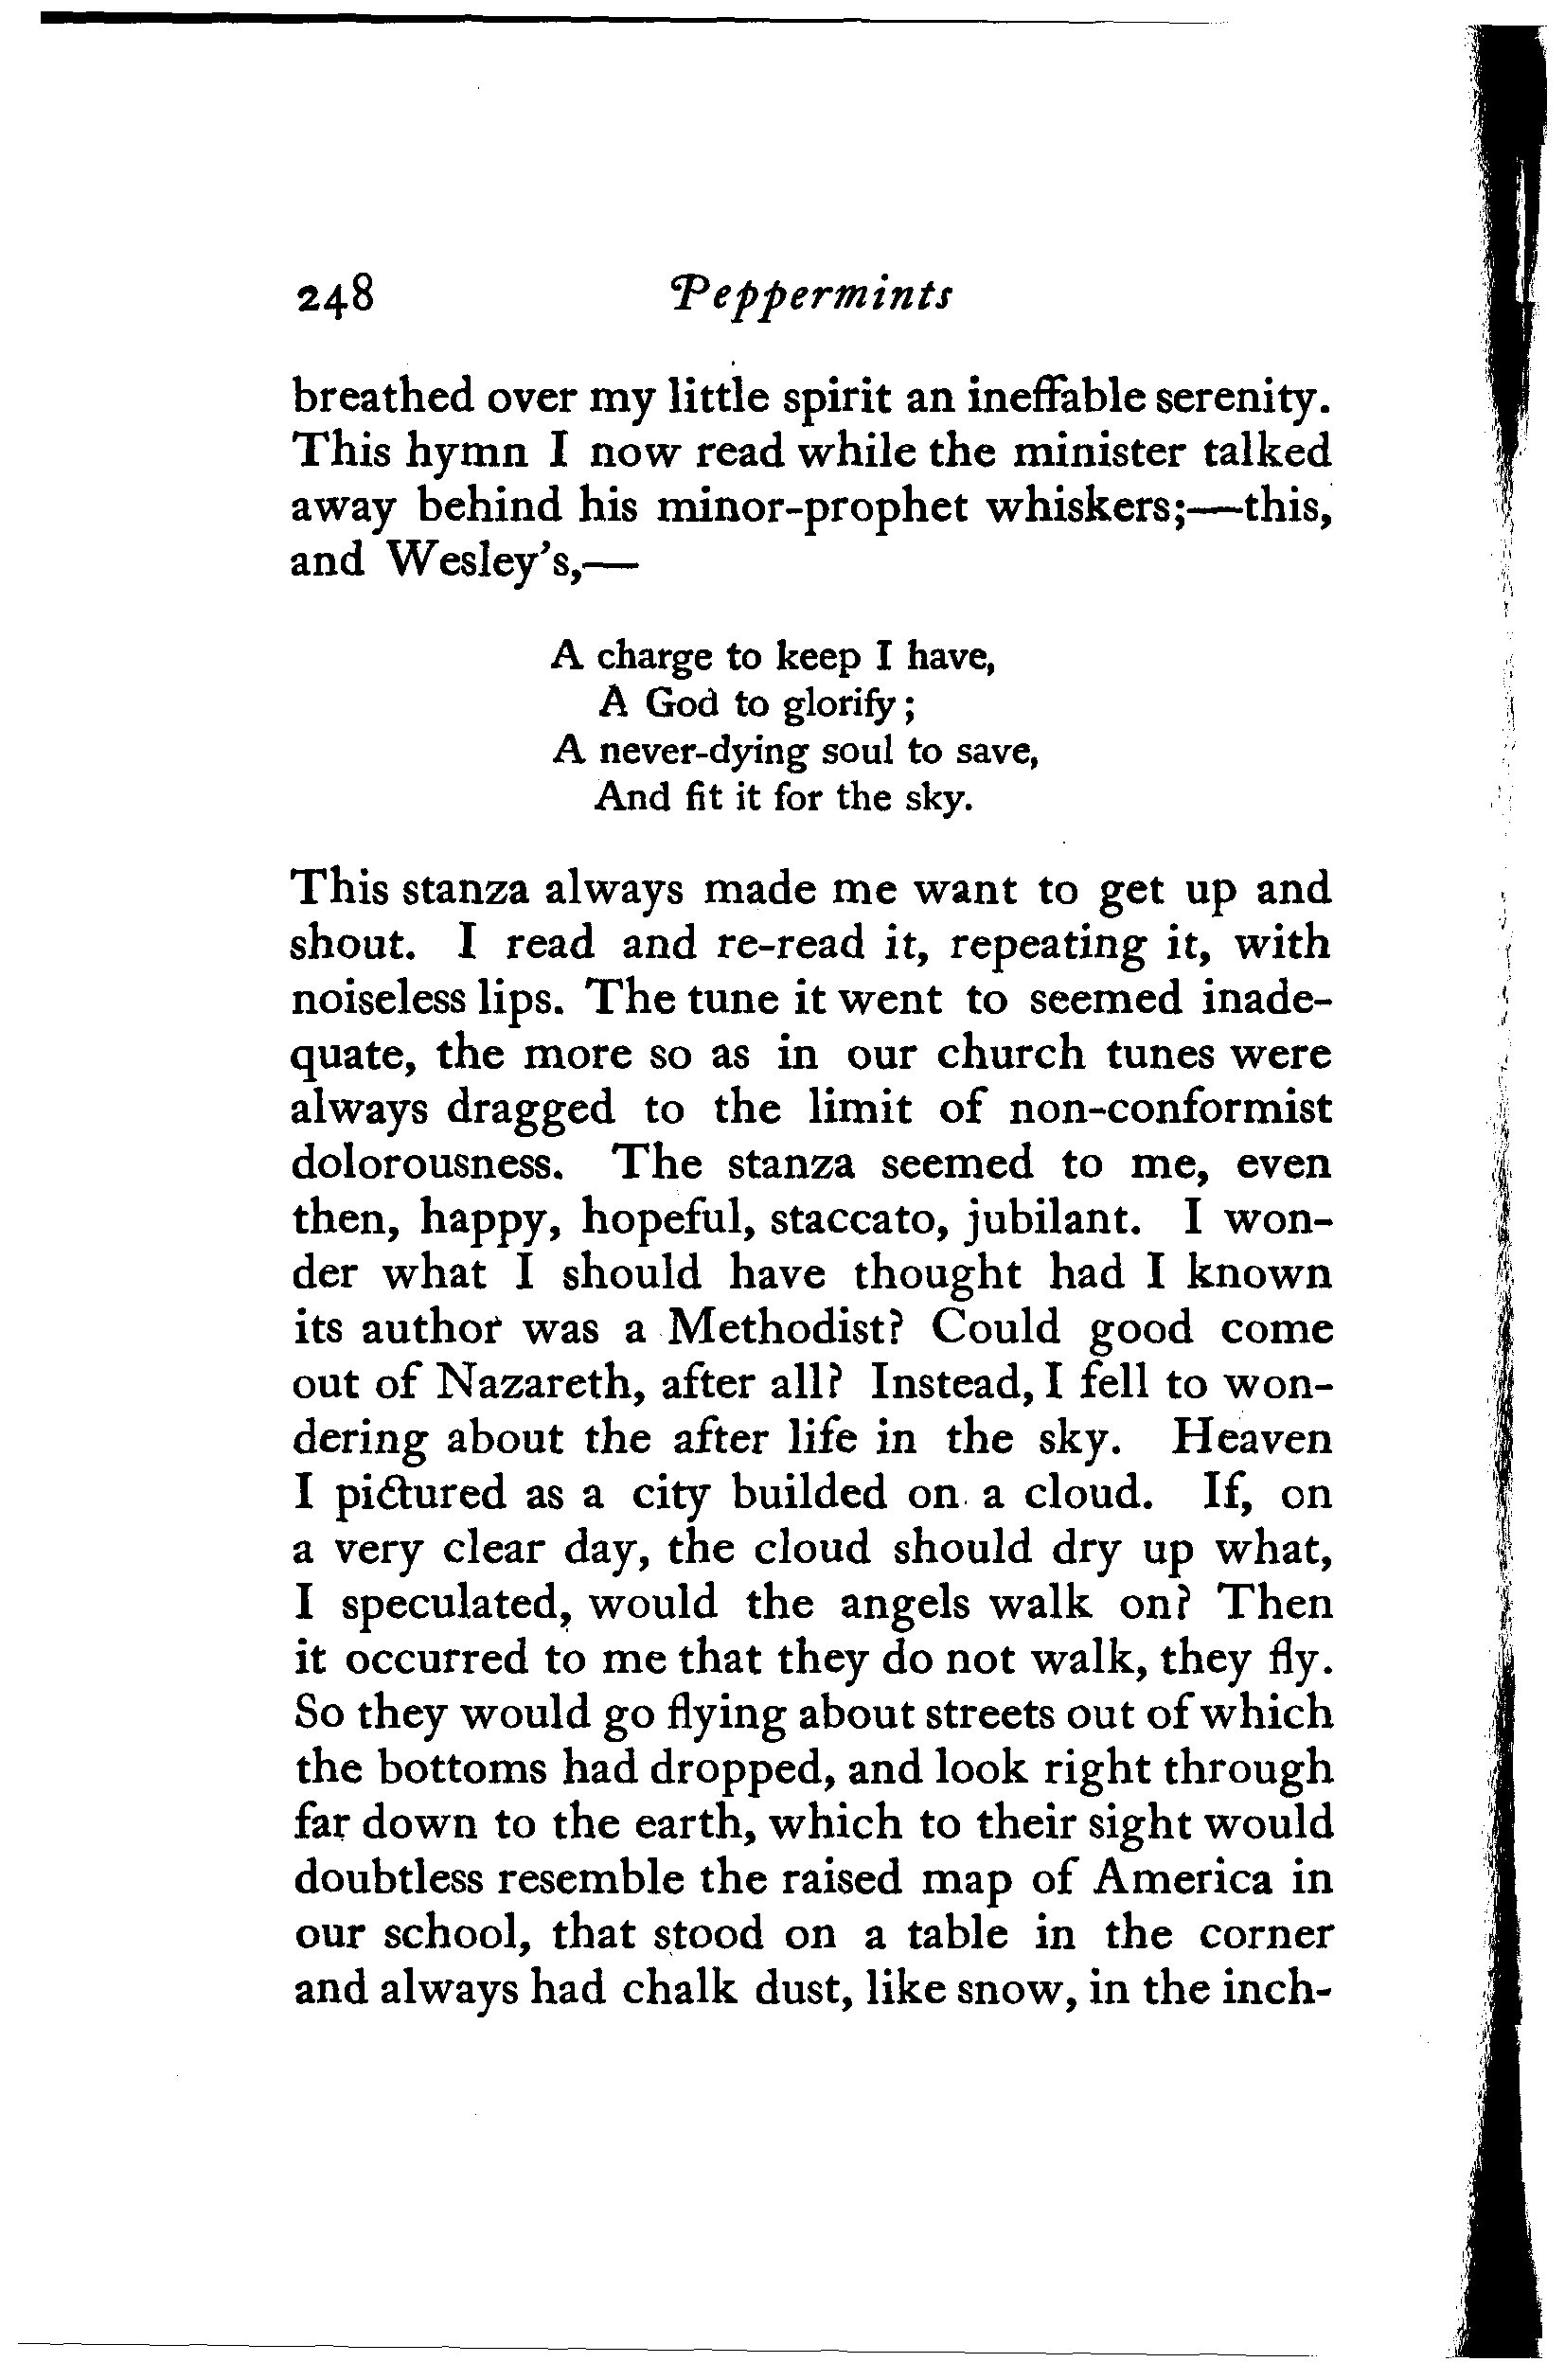 248 Peppermints
breathed over my little spirit an ineffable serenity.
This hymn I now read while the minister talked
away behind his minor-prophet whiskers;—this,
and Wesley's,—
A charge to keep I have,
A God to glorify;
A never-dying soul to save,
And fit it for the sky.
This stanza always made me want to get up and
shout. I read and re-read it, repeating it, with
noiseless lips. The tune it went to seemed inade-
quate, the more so as in our church tunes were
always dragged to the limit of non-conformist
dolorousness. The stanza seemed to me, even
then, happy, hopeful, staccato, jubilant. I won-
der what I should have thought had I known
its author was a Methodist? Could good come
out of Nazareth, after all? Instead, I fell to won-
dering about the after life in the sky. Heaven
I pictured as a city builded on a cloud. If, on
a very clear day, the cloud should dry up what,
I speculated, would the angels walk on? Then
it occurred to me that they do not walk, they fly.
So they would go flying about streets out of which
the bottoms had dropped, and look right through
far down to the earth, which to their sight would
doubtless resemble the raised map of America in
our school, that stood on a table in the corner
and always had chalk dust, like snow, in the inch-